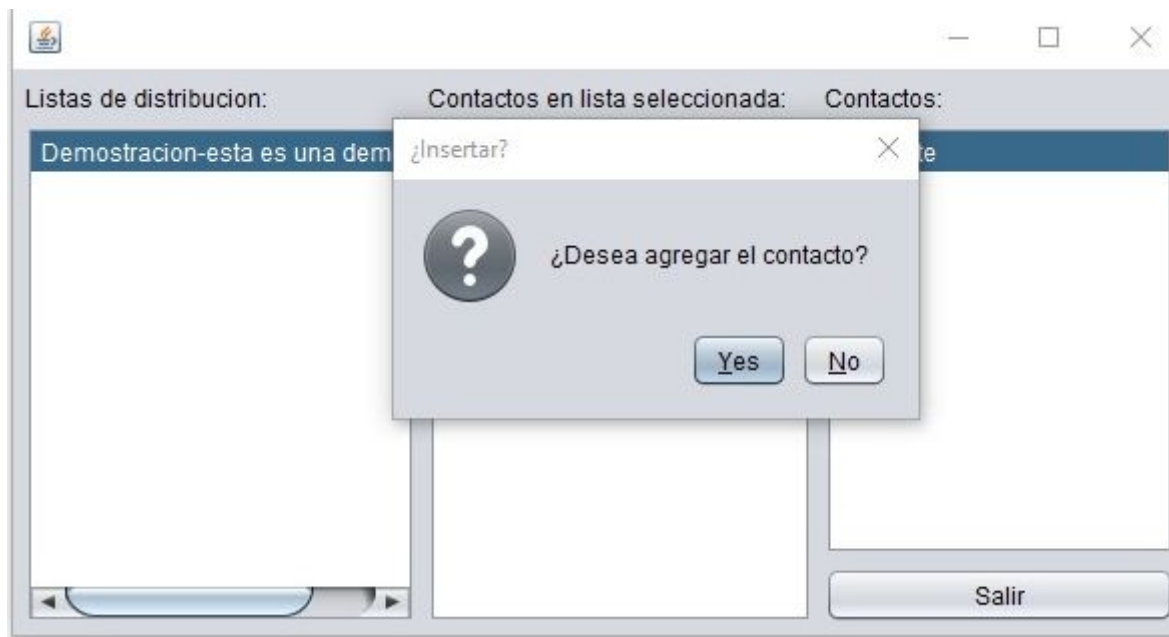 Listas de distribucion:
Contactos en lista seleccionada:
Contactos:
Demostracion-esta es una dem
¿Insertar?
¿Desea agregar el contacto?
Yes
No
Salir